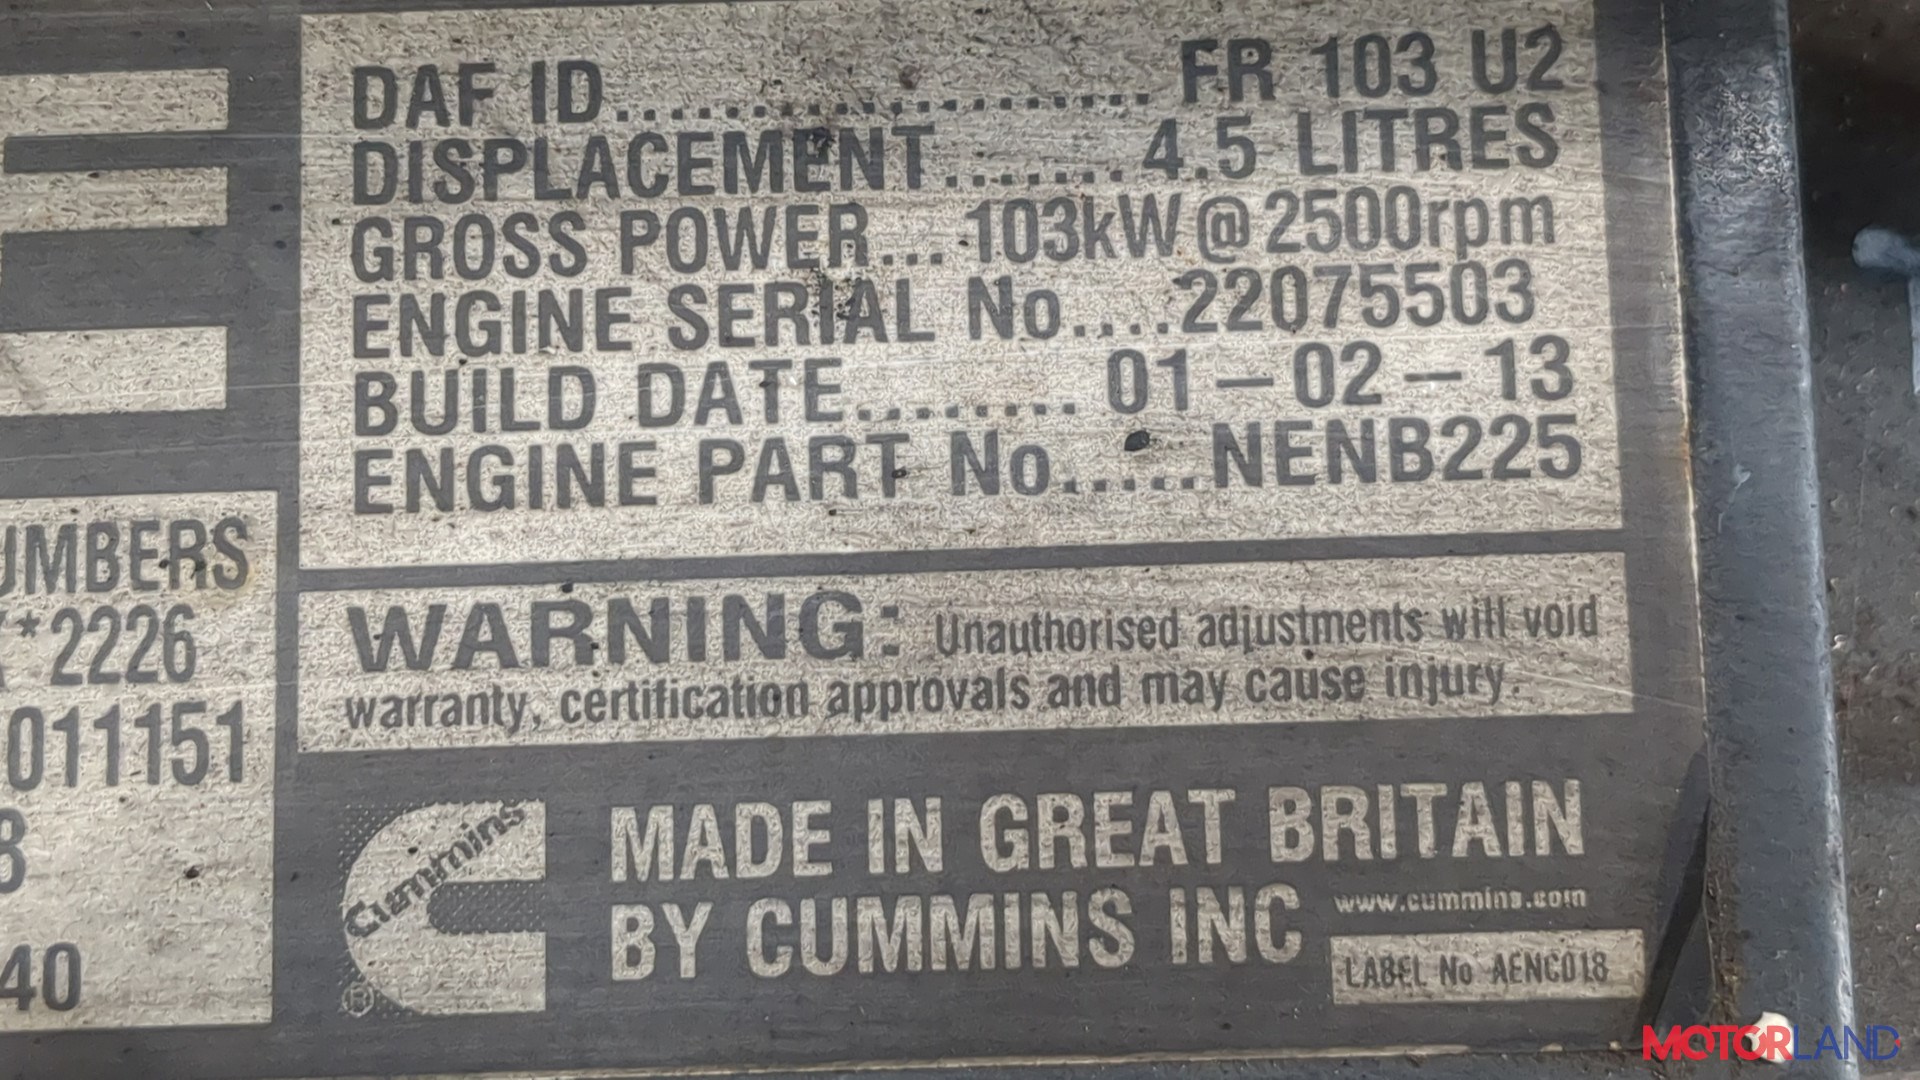 DAF ID.................... FR 103 U2
DISPLACEMENT.......4.5 LITRES
GROSS POWER...103kW@2500rpm
ENGINE SERIAL No....22075503
BUILD DATE........ 01-02-13
ENGINE PART No.....NENB225
UMBERS
*2226
011151
8
40
WARNING: Unauthorised adjustments will void
warranty, certification approvals and may cause injury.
Cummins
®
MADE IN GREAT BRITAIN
BY CUMMINS INC
www.cummins.com
LABEL No AENC018
MOTORLAND